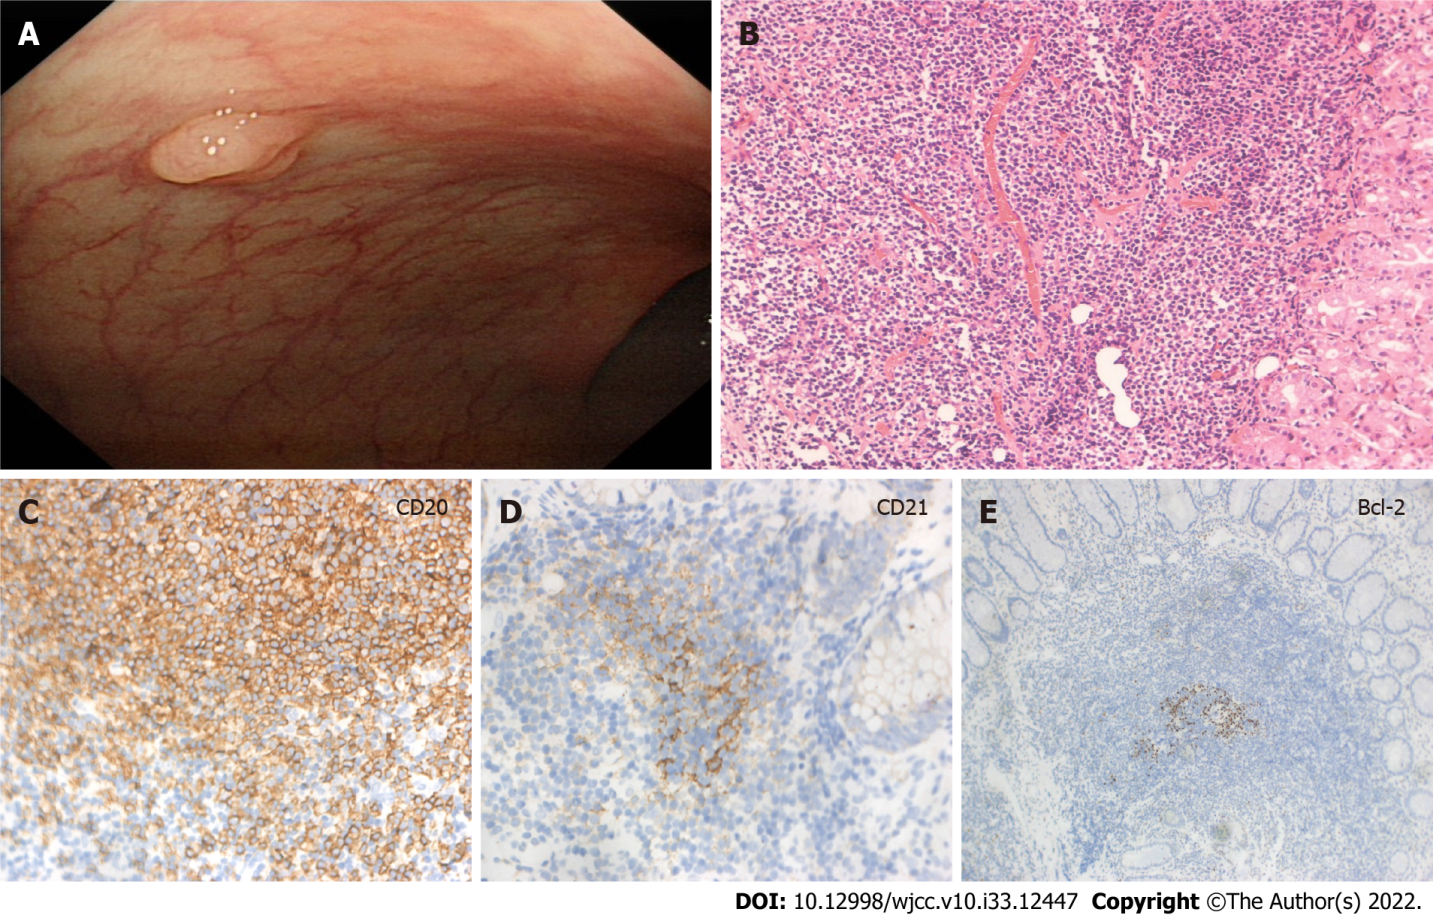 A
B
C
CD20
D
CD21
E
Bcl-2
DOI: 10.12998/wjcc.v10.i33.12447 Copyright ©The Author(s) 2022.